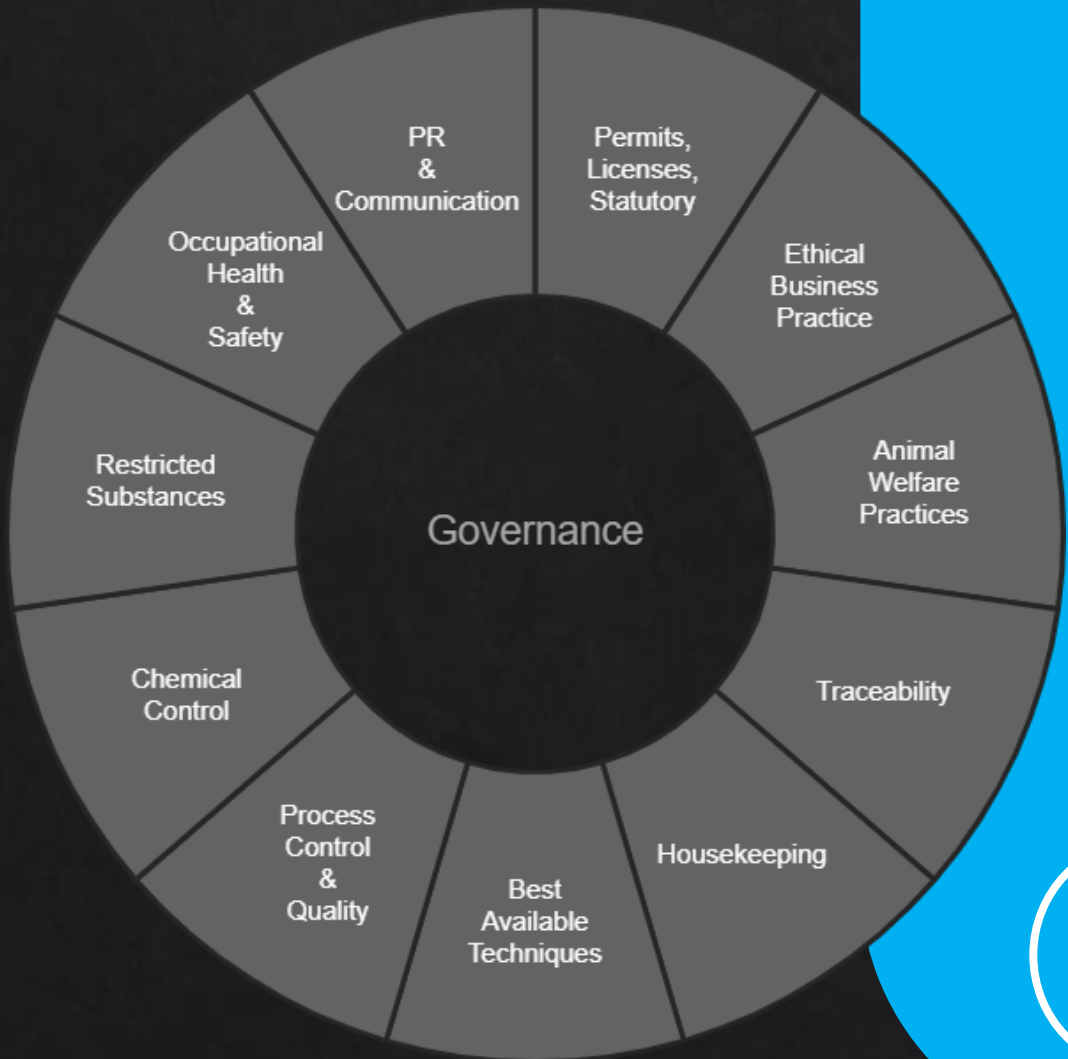 PR
&
Communication
Permits,
Licenses,
Statutory
Ethical
Business
Practice
Animal
Welfare
Practices
Traceability
Housekeeping
Best
Available
Techniques
Process
Control
&
Quality
Chemical
Control
Restricted
Substances
Occupational
Health
&
Safety
Governance